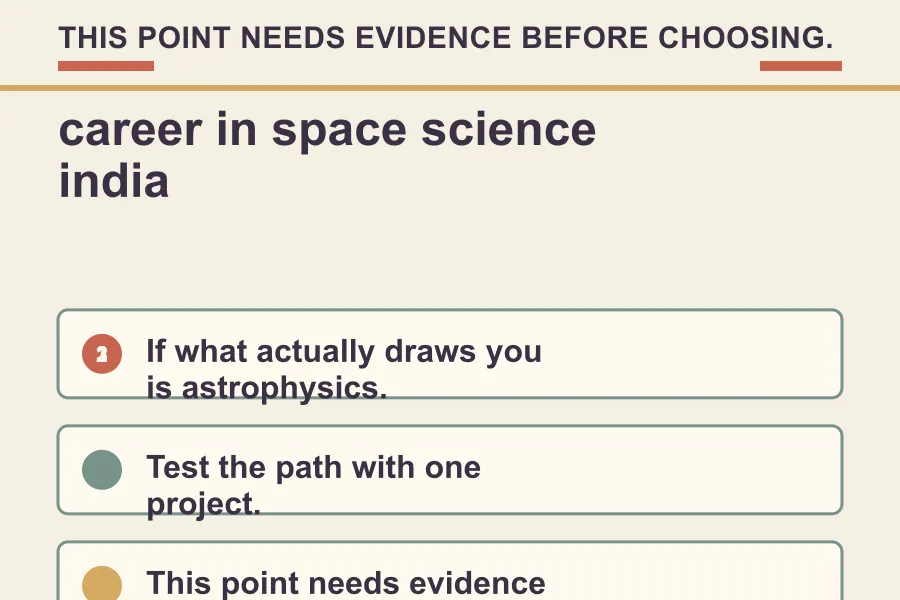 THIS POINT NEEDS EVIDENCE BEFORE CHOOSING.
career in space science
india
If what actually draws you
is astrophysics.
Test the path with one
project.
This point needs evidence